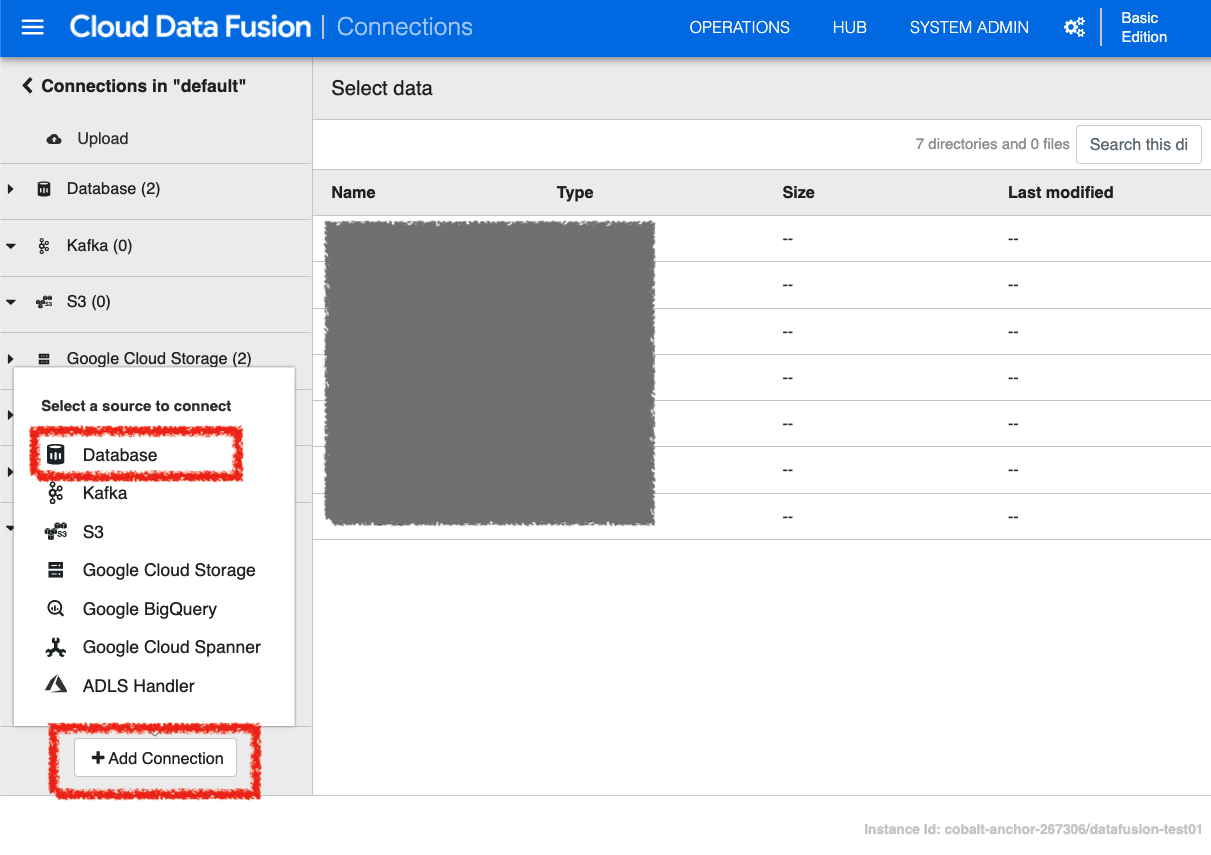 Cloud Data Fusion | Connections
OPERATIONS
HUB
SYSTEM ADMIN
Basic
Edition
Connections in "default"
Upload
Database (2)
Kafka (0)
S3 (0)
Google Cloud Storage (2)
Select a source to connect
Database
Kafka
S3
S3
Google Cloud Storage
Google BigQuery
Google Cloud Spanner
ADLS Handler
Add Connection
Select data
7 directories and 0 files
Search this di
Name Type Size Last modified
-- --
-- --
-- --
-- --
-- --
-- --
-- --
Instance Id: cobalt-anchor-267306/datafusion-test01